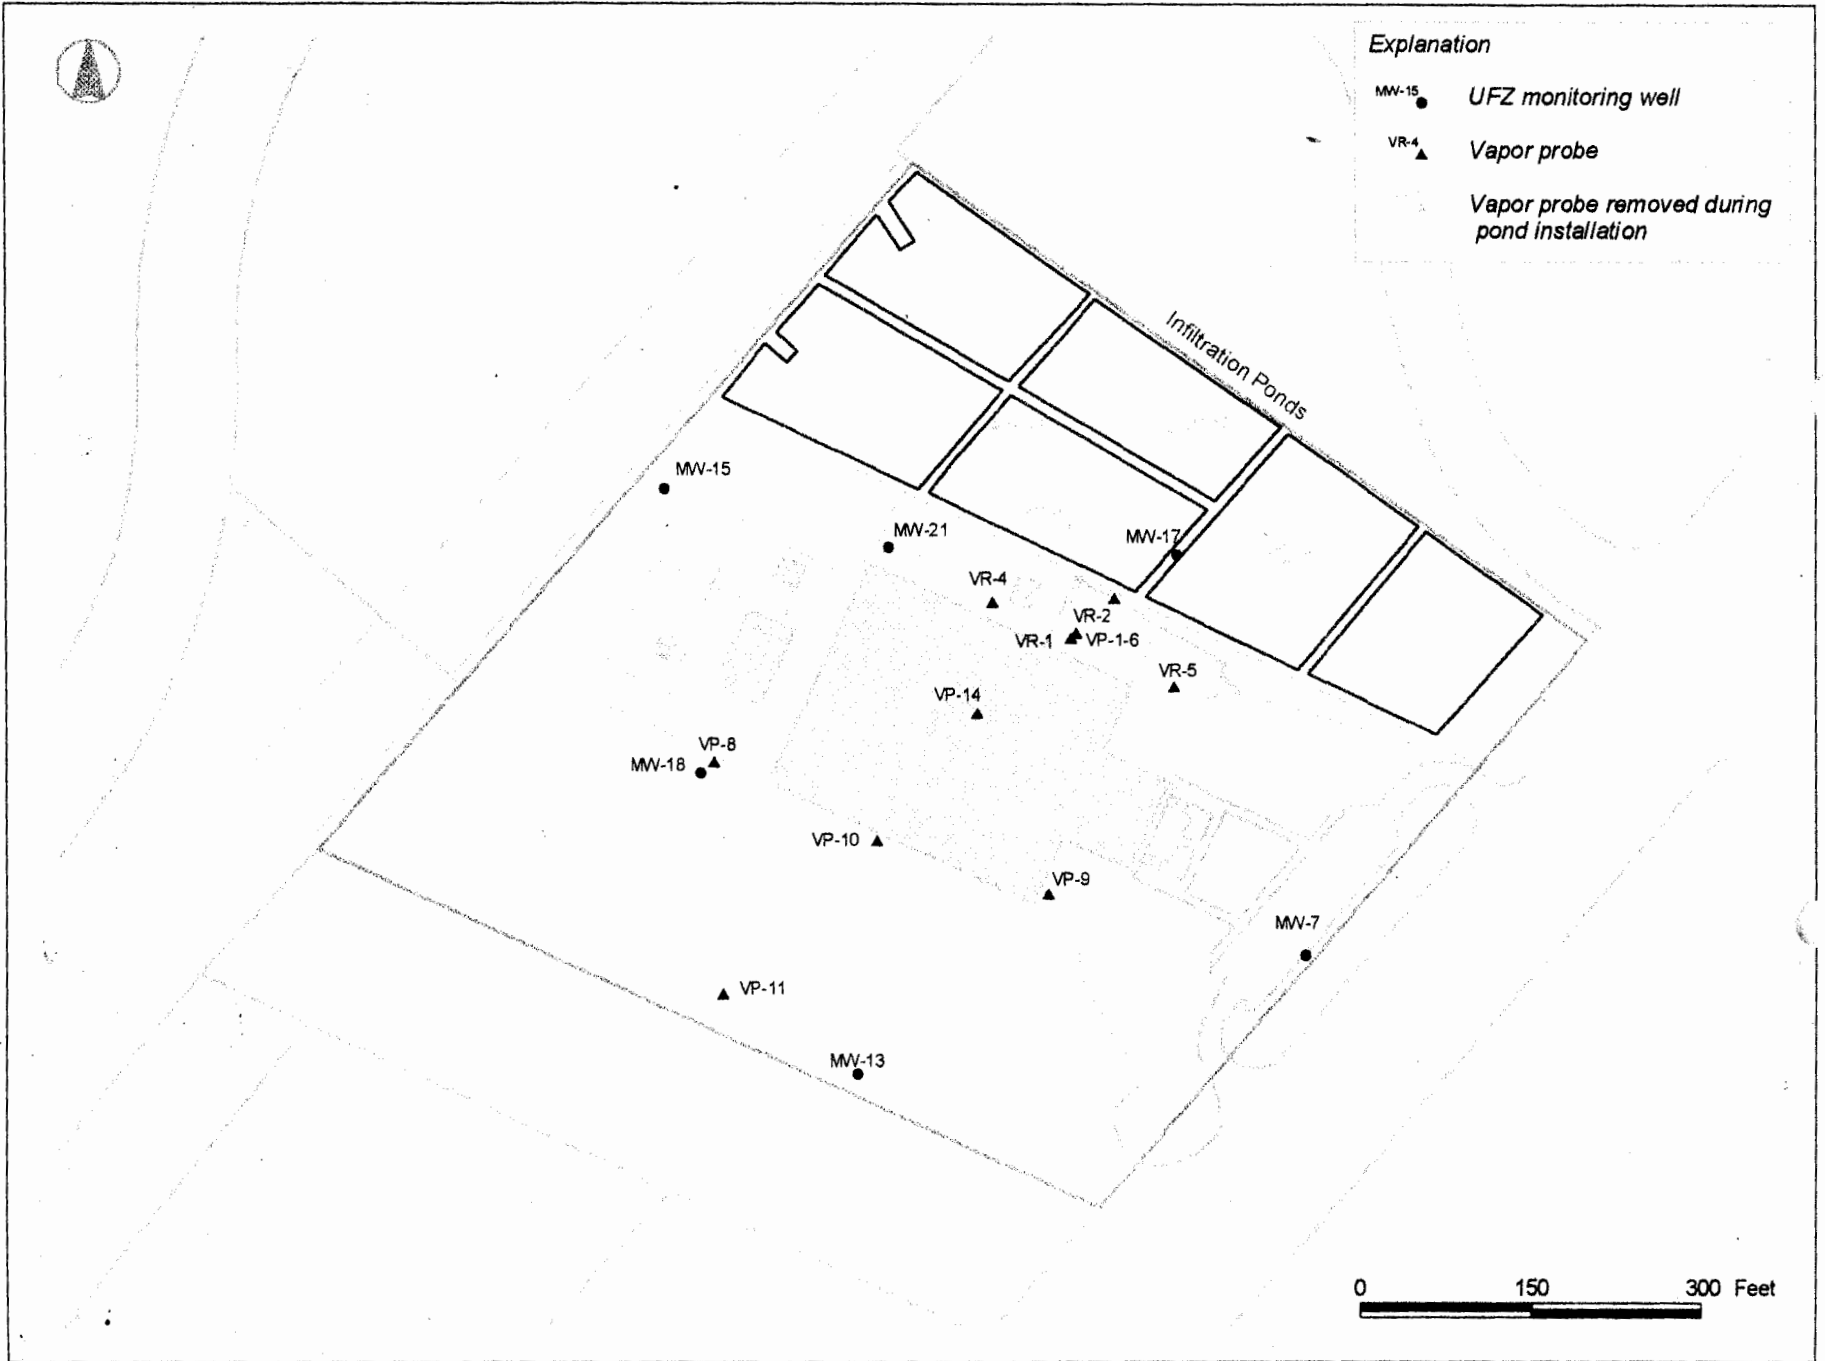 Explanation
MW-15
UFZ monitoring well
VR-4
Vapor probe
Vapor probe removed during
pond installation
Infiltration Ponds
MW-15
MW-21
MW-17
VR-4
VR-2
VR-1
VP-1-6
VR-5
VP-14
VP-8
MW-18
VP-10
VP-9
MW-7
VP-11
MW-13
0 150 300 Feet